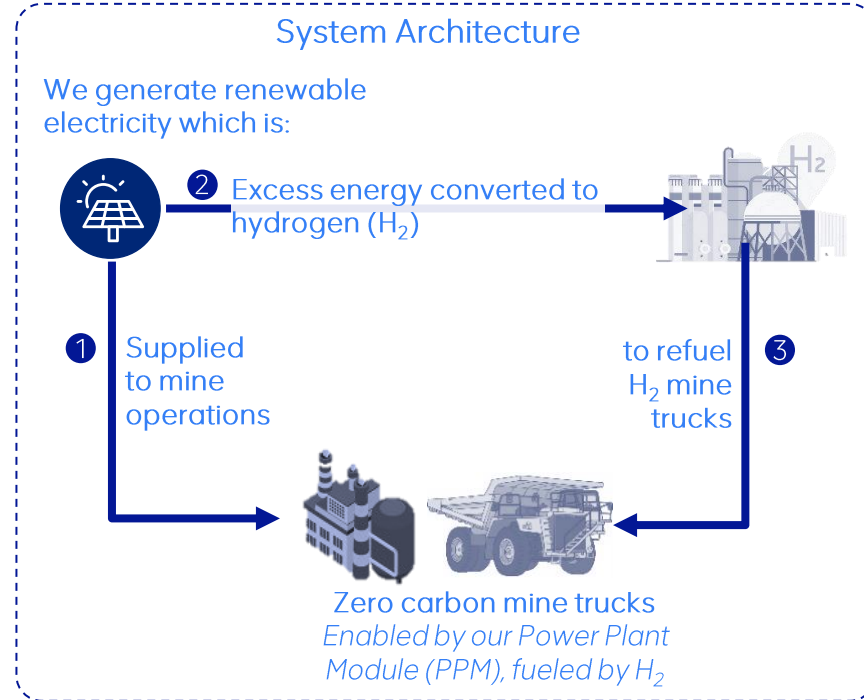 System Architecture
We generate renewable
electricity which is:
2
Excess energy converted to
hydrogen (H₂)
H₂
1
Supplied
to mine
operations
3
to refuel
H₂ mine
trucks
Zero carbon mine trucks
Enabled by our Power Plant
Module (PPM), fueled by H₂